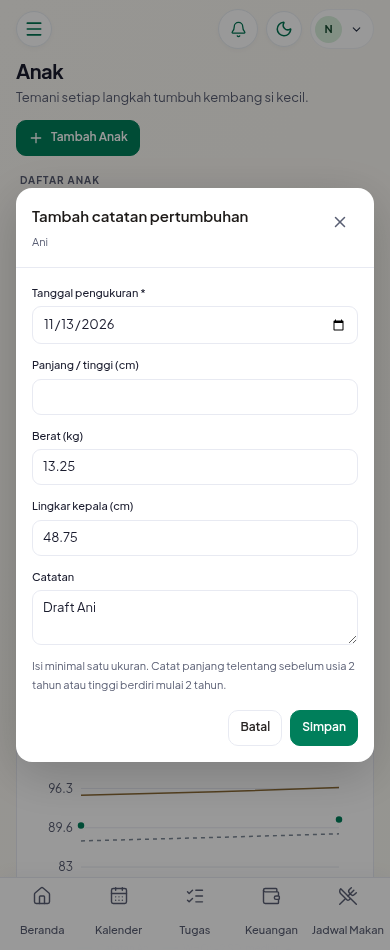 N
Anak
Temani setiap langkah tumbuh kembang si kecil.
Tambah Anak
DAFTAR ANAK
Tambah catatan pertumbuhan
Ani
Tanggal pengukuran *
11/13/2026
Panjang / tinggi (cm)
Berat (kg)
13.25
Lingkar kepala (cm)
48.75
Catatan
Draft Ani
Isi minimal satu ukuran. Catat panjang telentang sebelum usia 2
tahun atau tinggi berdiri mulai 2 tahun.
Batal Simpan
96.3
89.6
83
Beranda Kalender Tugas Keuangan Jadwal Makan